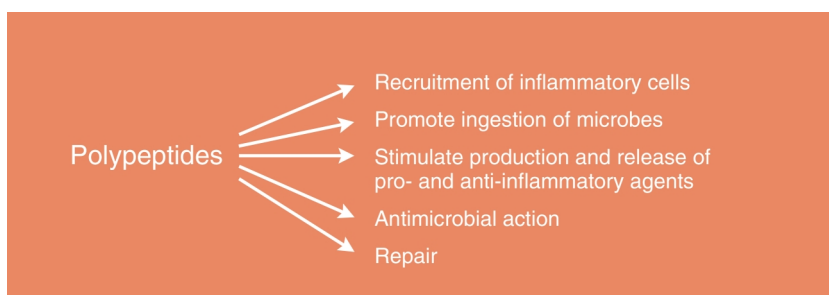 Polypeptides
Recruitment of inflammatory cells
Promote ingestion of microbes
Stimulate production and release of
pro- and anti-inflammatory agents
Antimicrobial action
Repair